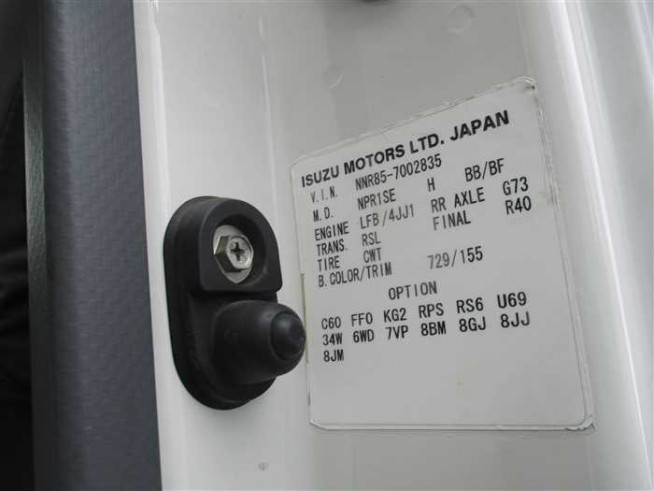 ISUZU MOTORS LTD. JAPAN
V.I.N. NNR85-7002835
M.D. NPR1SE H BB/BF
ENGINE LFB/4JJ1 RR AXLE G73
TRANS. RSL FINAL R40
TIRE CWT
B.COLOR/TRIM 729/155
OPTION
C60 FF0 KG2 RPS RS6 U69
34W 6WD 7VP 8BM 8GJ 8JJ
8JM